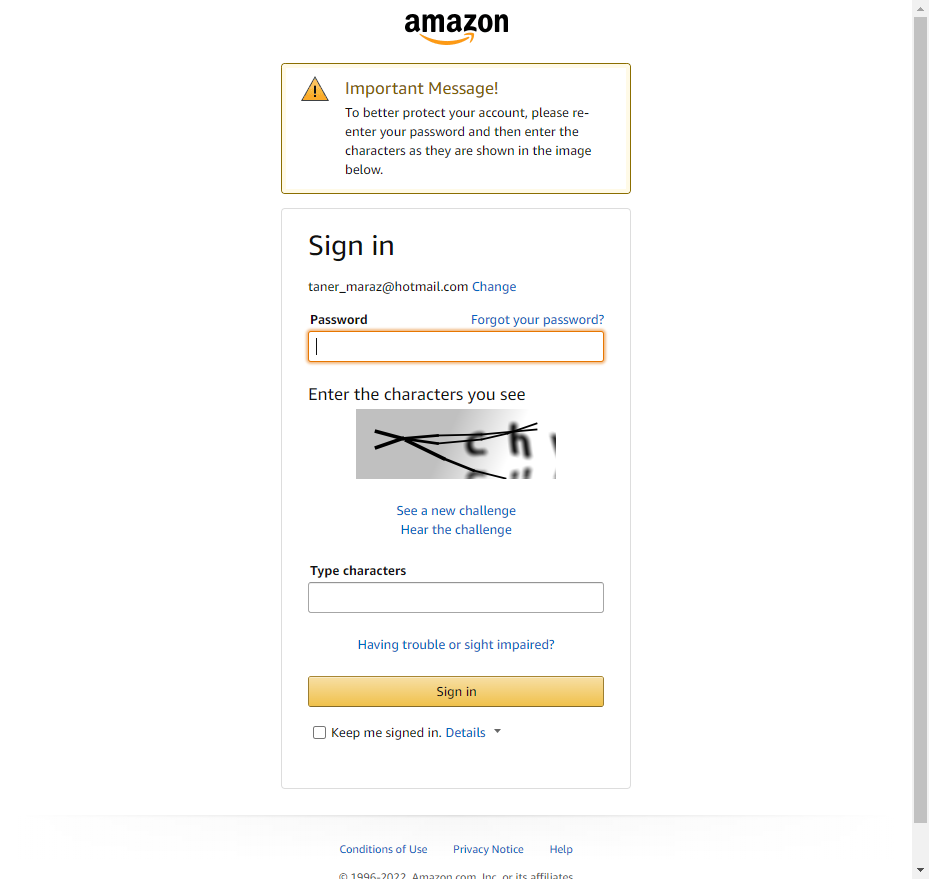 amazon
Important Message!
To better protect your account, please re-
enter your password and then enter the
characters as they are shown in the image
below.
Sign in
taner_maraz@hotmail.com Change
Password Forgot your password?
Enter the characters you see
See a new challenge
Hear the challenge
Type characters
Having trouble or sight impaired?
Sign in
Keep me signed in. Details
Conditions of Use Privacy Notice Help
© 1996-2022, Amazon.com, Inc. or its affiliates